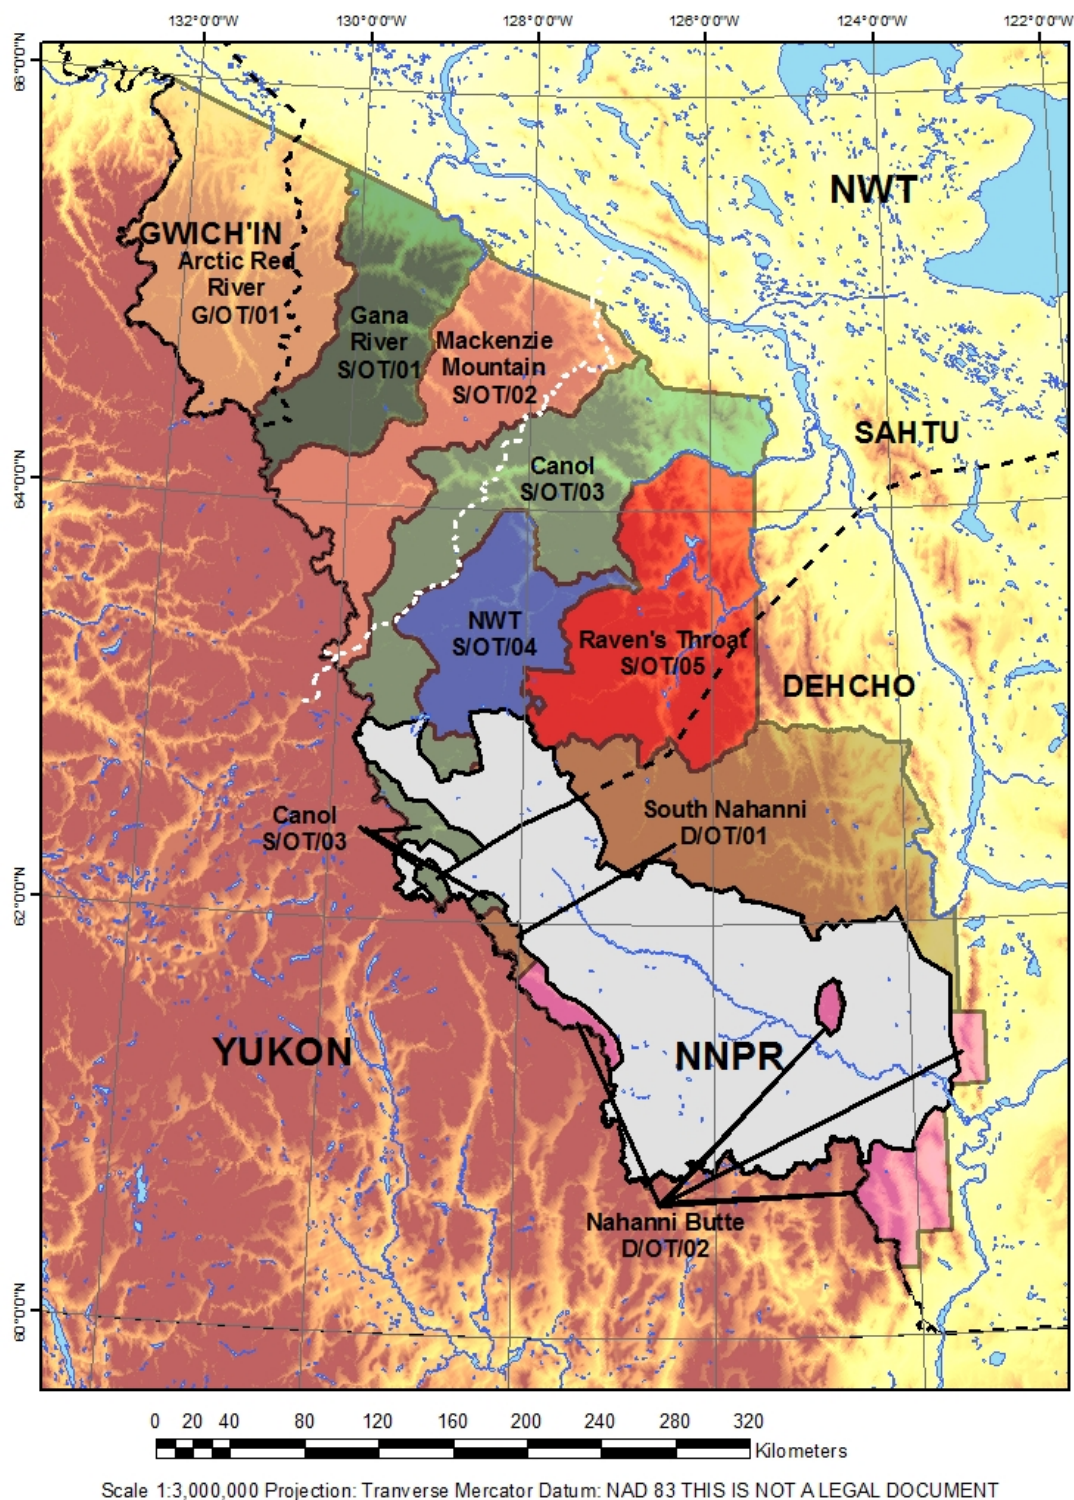 132°0'0"W
130°0'0"W
128°0'0"W
126°0'0"W
124°0'0"W
122°0'0"W
66°0'0"N
64°0'0"N
62°0'0"N
60°0'0"N
NWT
GWICH'IN
Arctic Red
River
G/OT/01
Gana
River
S/OT/01
Mackenzie
Mountain
S/OT/02
SAHTU
Canol
S/OT/03
NWT
S/OT/04
Raven's Throat
S/OT/05
DEHCHO
Canol
S/OT/03
South Nahanni
D/OT/01
YUKON
NNPR
Nahanni Butte
D/OT/02
0 20 40 80 120 160 200 240 280 320
Kilometers
Scale 1:3,000,000 Projection: Tranverse Mercator Datum: NAD 83 THIS IS NOT A LEGAL DOCUMENT